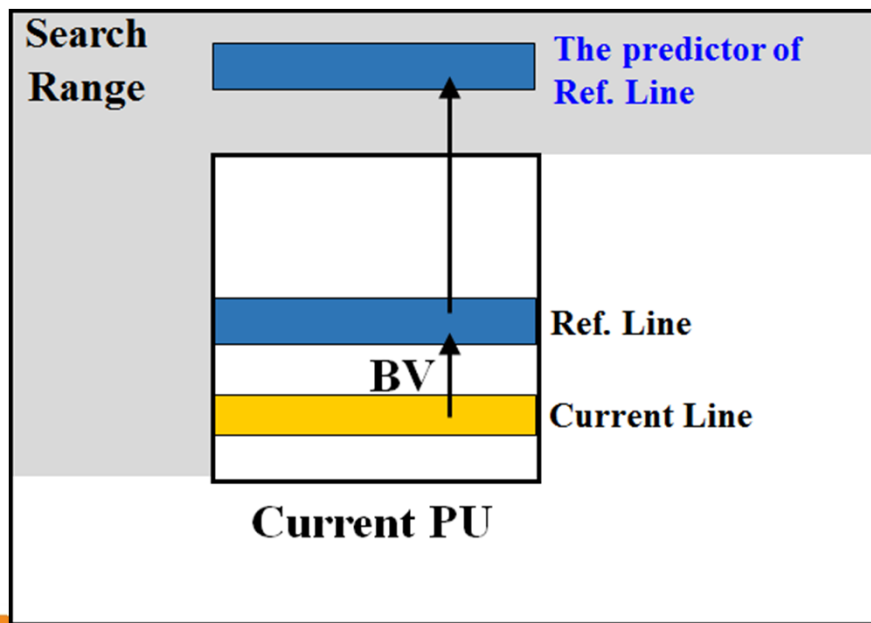 Search
Range
The predictor of
Ref. Line
Ref. Line
BV
Current Line
Current PU